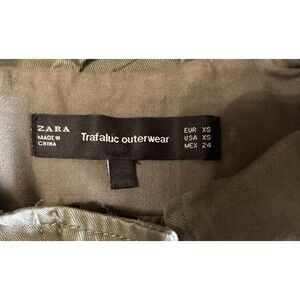 ZARA
MADE IN
CHINA
Trafaluc outerwear
EUR XS
USA XS
MEX 24